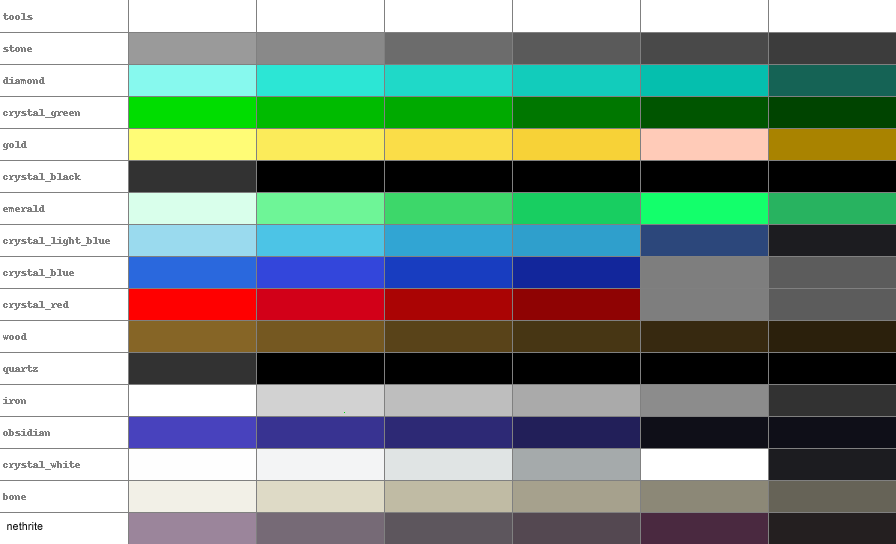 tools
stone
diamond
crystal_green
gold
crystal_black
emerald
crystal_light_blue
crystal_blue
crystal_red
wood
quartz
iron
obsidian
crystal_white
bone
nethrite